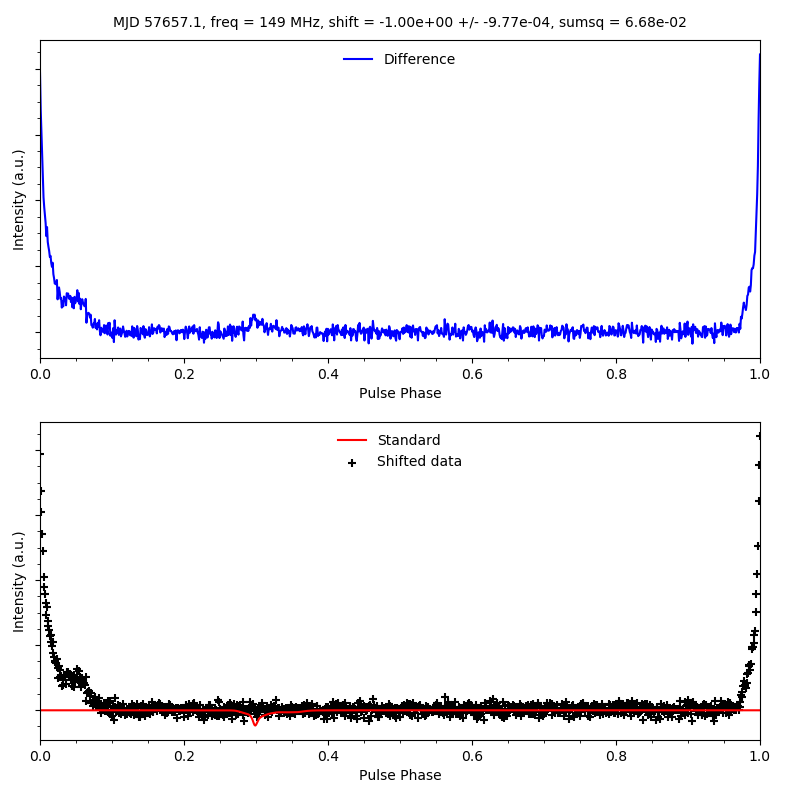 MJD 57657.1, freq = 149 MHz, shift = -1.00e+00 +/- -9.77e-04, sumsq = 6.68e-02
Difference
Intensity (a.u.)
0.0 0.2 0.4 0.6 0.8 1.0
Pulse Phase
Standard
Shifted data
Intensity (a.u.)
0.0 0.2 0.4 0.6 0.8 1.0
Pulse Phase